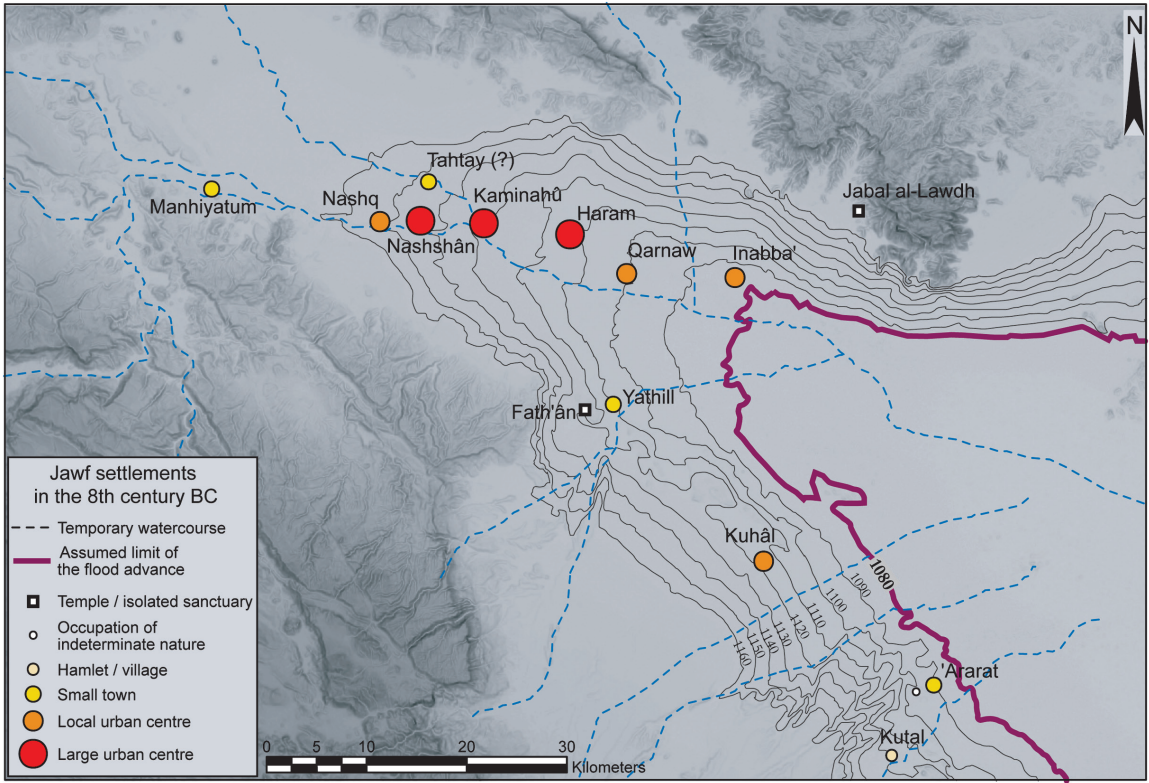 N
Tahtay (?)
Jabal al-Lawdh
Kaminahû
Nashq
Manhiyatum
Haram
Nashshân
Qarnaw
Inabba'
Yathill
Fath'ân
Kuhâl
1080
1090
1100
1110
1120
1130
1140
1150
1160
'Ararat
Kutal
Jawf settlements
in the 8th century BC
Temporary watercourse
Assumed limit of
the flood advance
Temple / isolated sanctuary
Occupation of
indeterminate nature
Hamlet / village
Small town
Local urban centre
Large urban centre
0 5 10 20 30
Kilometers